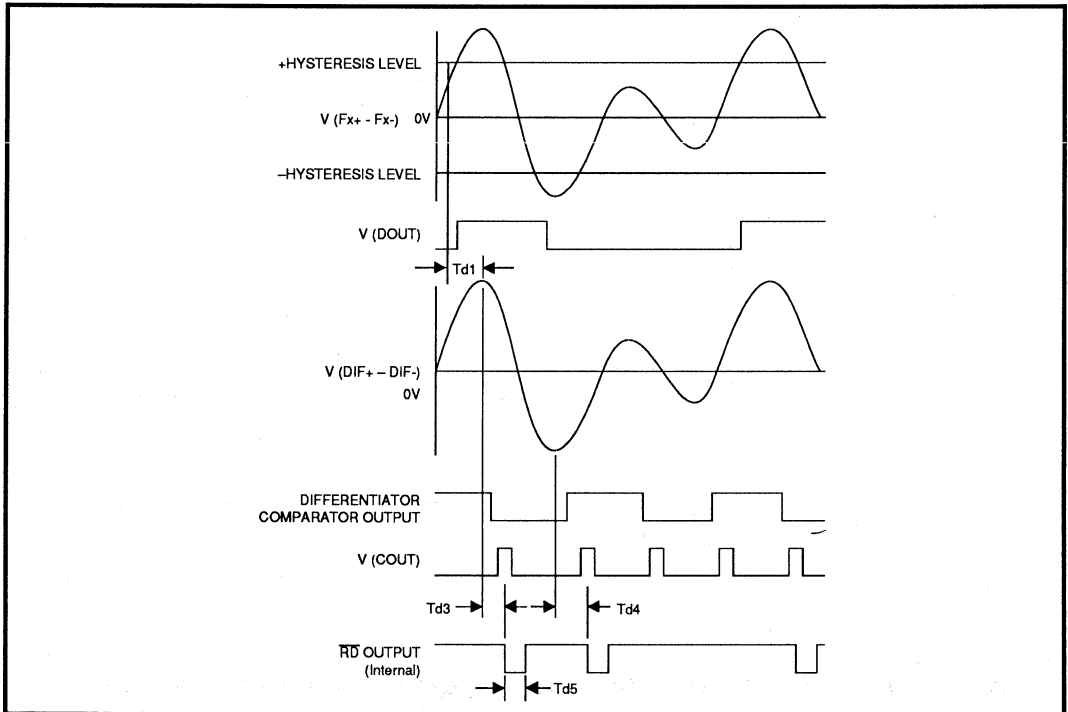 +HYSTERESIS LEVEL
V (Fx+ - Fx-) 0V
–HYSTERESIS LEVEL
V (DOUT)
Td1
V (DIF+ – DIF-)
0V
DIFFERENTIATOR
COMPARATOR OUTPUT
V (COUT)
Td3 Td4
RD OUTPUT
(Internal)
Td5